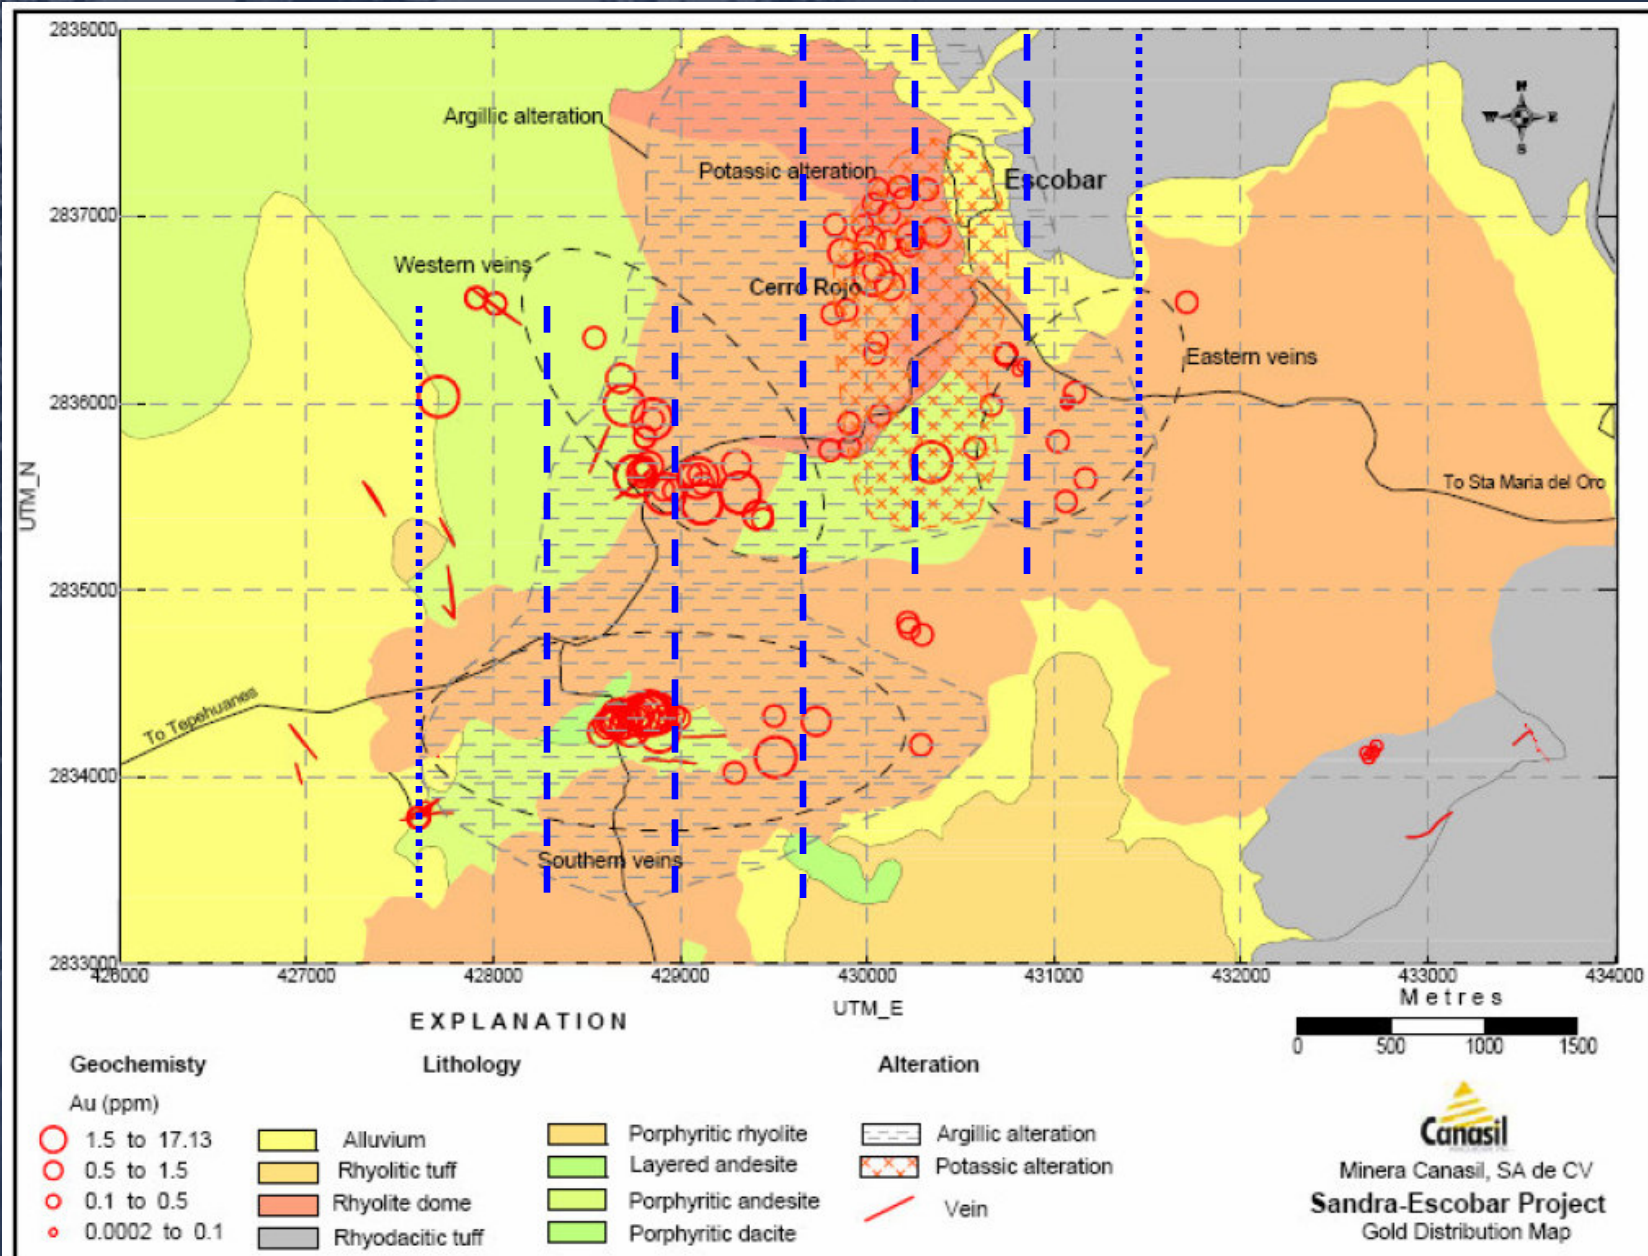 2838000
2837000
2836000
2835000
2834000
2833000
UTM_N
Argillic alteration
Potassic alteration
Escobar
Western veins
Cerro Rojo
Eastern veins
To Sta Maria del Oro
To Tepehuanes
Southern veins
N
W E
S
426000 427000 428000 429000 430000 431000 432000 433000 434000
UTM_E
Metres
0 500 1000 1500
EXPLANATION
Geochemisty
Au (ppm)
1.5 to 17.13
0.5 to 1.5
0.1 to 0.5
0.0002 to 0.1
Lithology
Alluvium
Rhyolitic tuff
Rhyolite dome
Rhyodacitic tuff
Porphyritic rhyolite
Layered andesite
Porphyritic andesite
Porphyritic dacite
Alteration
Argillic alteration
Potassic alteration
Vein
Canasil
Minera Canasil, SA de CV
Sandra-Escobar Project
Gold Distribution Map